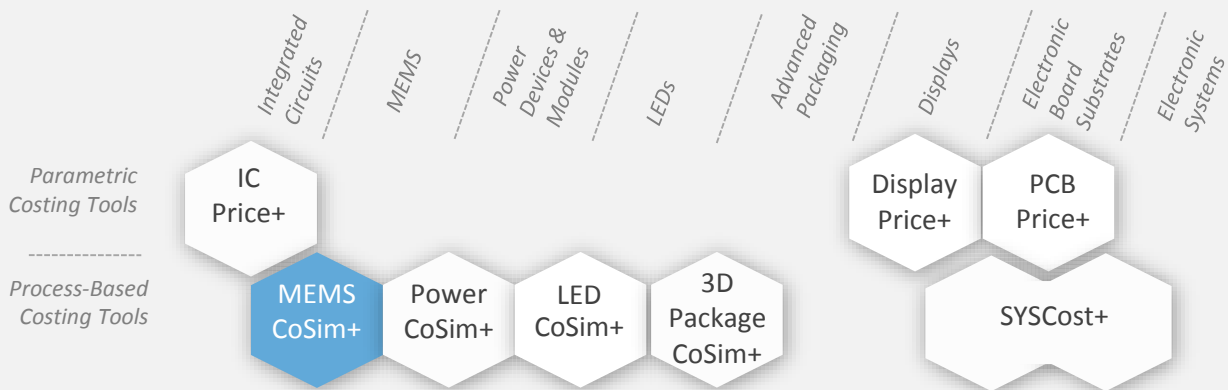 Integrated
Circuits
MEMS
Power
Devices &
Modules
LEDs
Advanced
Packaging
Displays
Electronic
Board
Substrates
Electronic
Systems
Parametric
Costing Tools
IC
Price+
Display
Price+
PCB
Price+
Process-Based
Costing Tools
MEMS
CoSim+
Power
CoSim+
LED
CoSim+
3D
Package
CoSim+
SYSCost+